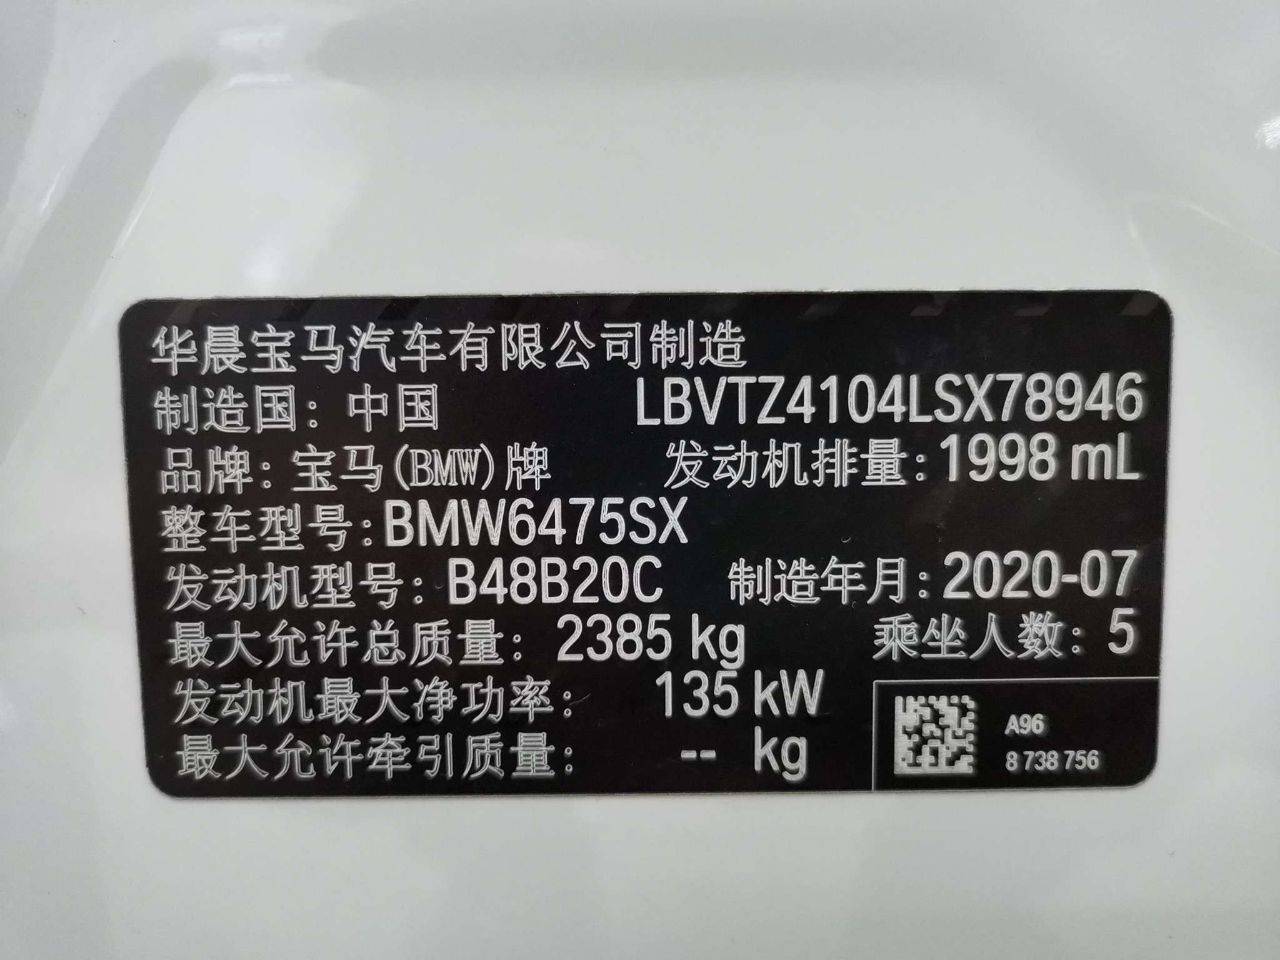 华晨宝马汽车有限公司制造
制造国：中国 LBVTZ4104LSX78946
品牌：宝马(BMW)牌 发动机排量：1998 mL
整车型号：BMW6475SX
发动机型号：B48B20C 制造年月：2020-07
最大允许总质量：2385 kg 乘坐人数：5
发动机最大净功率：135 kW
最大允许牵引质量：-- kg
A96
8 738 756